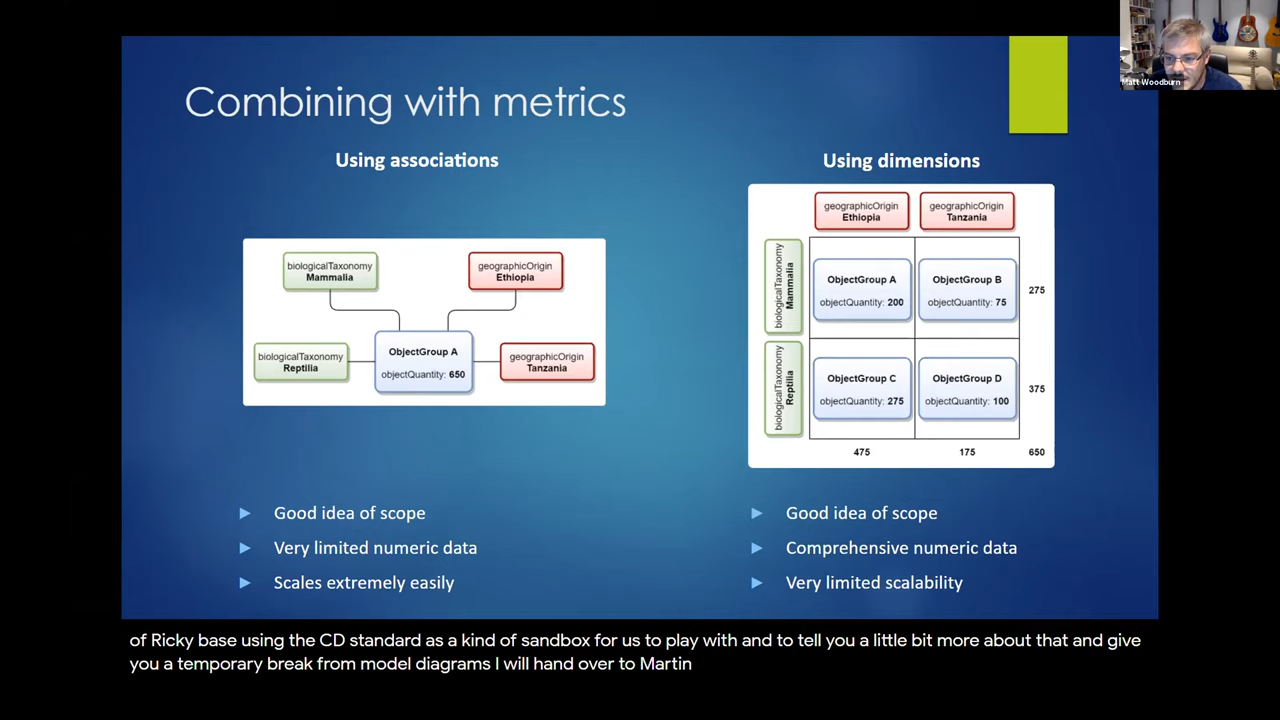 Matt Woodburn
Combining with metrics
Using associations
biologicalTaxonomy
Mammalia
geographicOrigin
Ethiopia
biologicalTaxonomy
Reptilia
ObjectGroup A
objectQuantity: 650
geographicOrigin
Tanzania
Good idea of scope
Very limited numeric data
Scales extremely easily
Using dimensions
geographicOrigin
Ethiopia
geographicOrigin
Tanzania
biologicalTaxonomy
Mammalia
ObjectGroup A
objectQuantity: 200
ObjectGroup B
objectQuantity: 75
275
biologicalTaxonomy
Reptilia
ObjectGroup C
objectQuantity: 275
ObjectGroup D
objectQuantity: 100
375
475
175
650
Good idea of scope
Comprehensive numeric data
Very limited scalability
of Ricky base using the CD standard as a kind of sandbox for us to play with and to tell you a little bit more about that and give
you a temporary break from model diagrams I will hand over to Martin